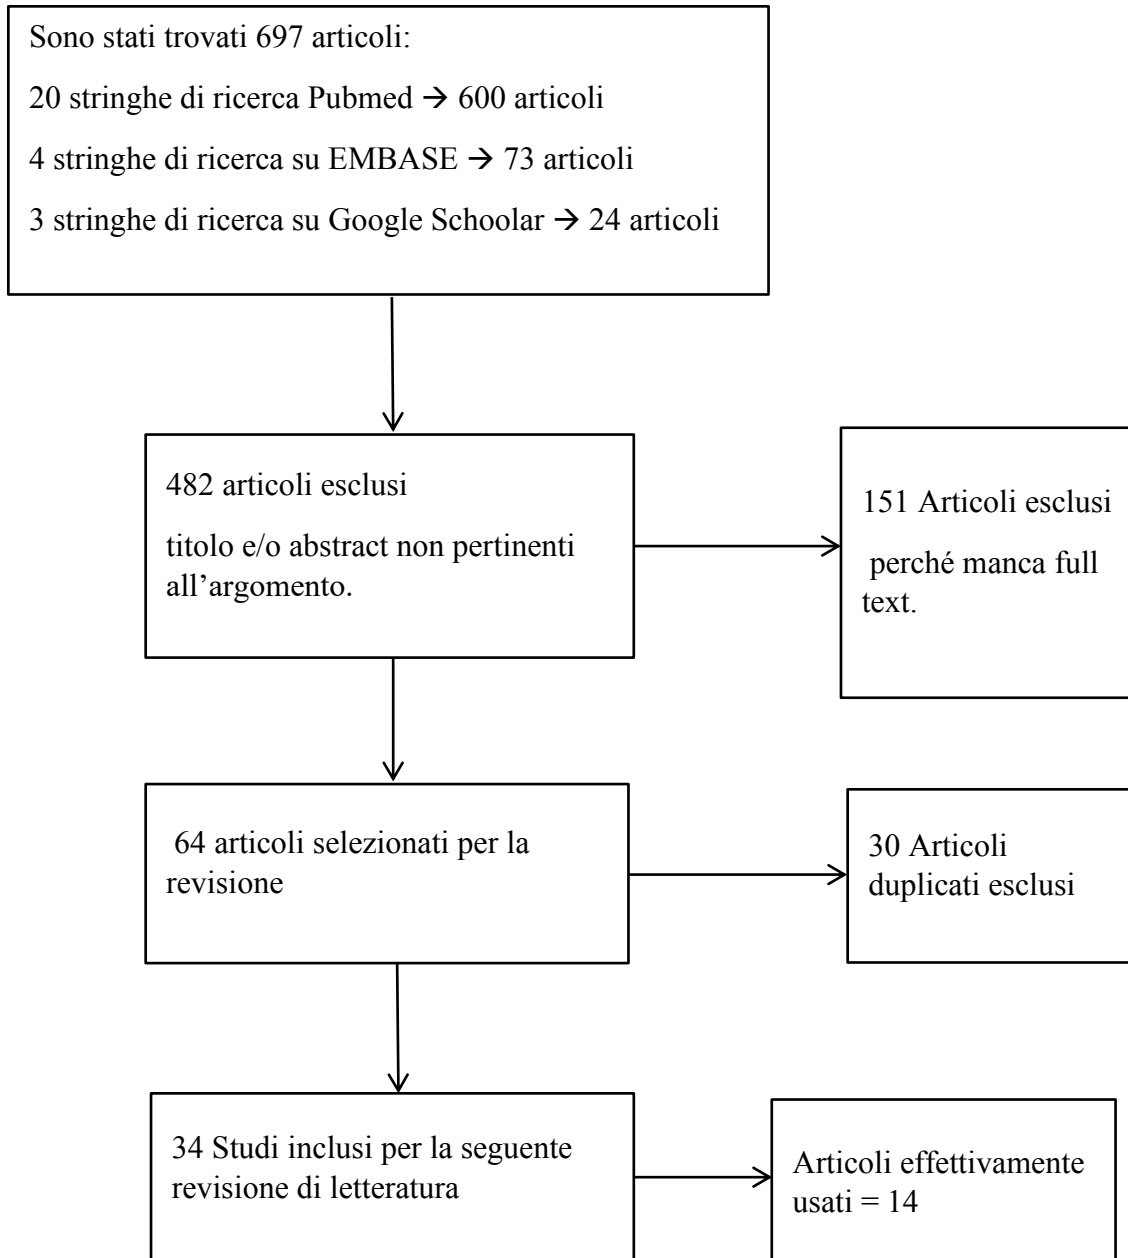 Sono stati trovati 697 articoli:
20 stringhe di ricerca Pubmed → 600 articoli
4 stringhe di ricerca su EMBASE → 73 articoli
3 stringhe di ricerca su Google Schoolar → 24 articoli
482 articoli esclusi
titolo e/o abstract non pertinenti
all’argomento.
151 Articoli esclusi
perché manca full
text.
64 articoli selezionati per la
revisione
30 Articoli
duplicati esclusi
34 Studi inclusi per la seguente
revisione di letteratura
Articoli effettivamente
usati = 14